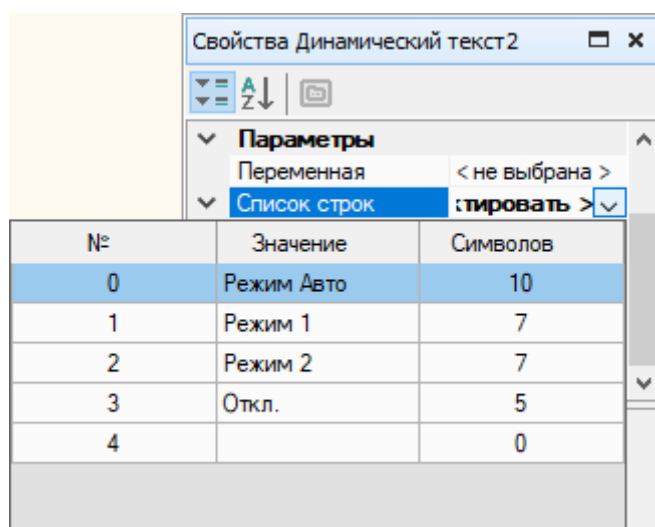 Свойства Динамический текст2
Параметры
Переменная < не выбрана >
Список строк ктировать >
№ Значение Символов
0 Режим Авто 10
1 Режим 1 7
2 Режим 2 7
3 Откл. 5
4 0